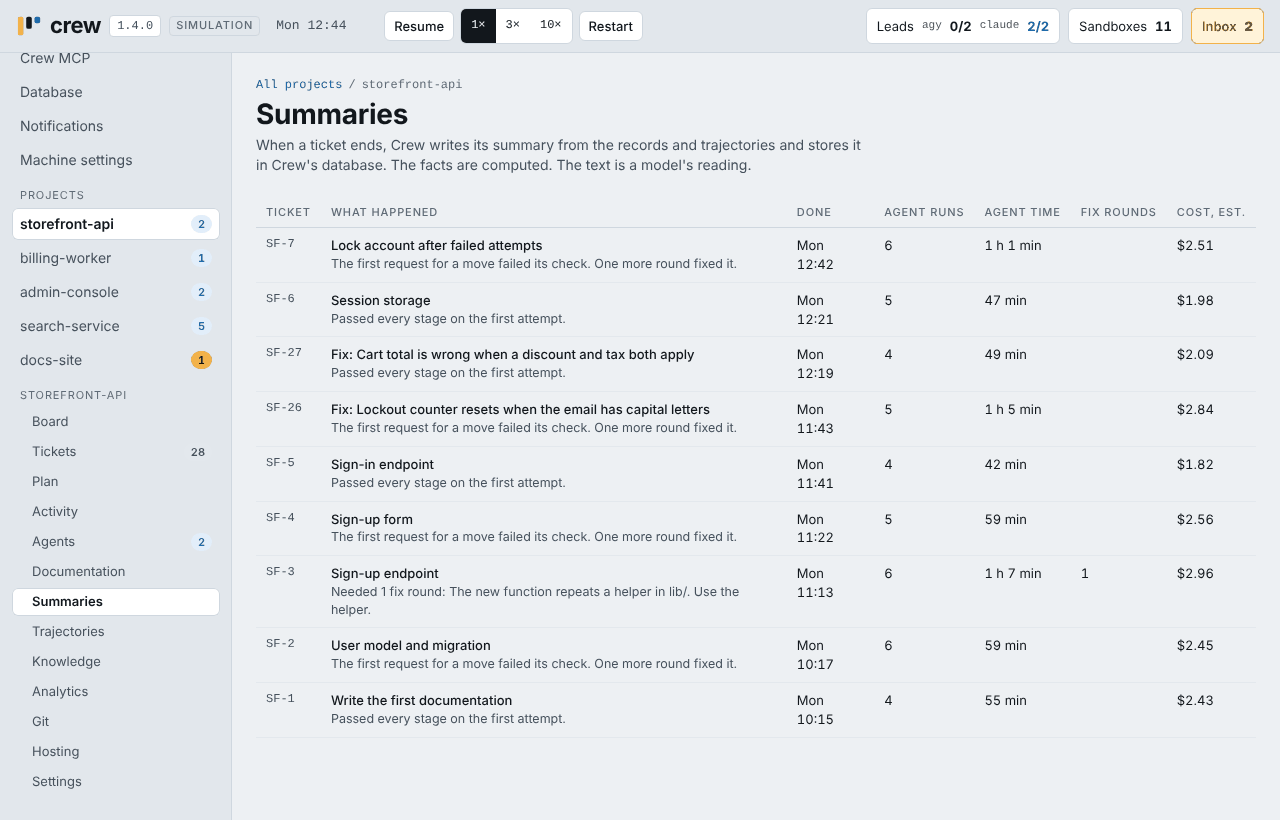 crew 1.4.0 SIMULATION Mon 12:44 Resume 1× 3× 10× Restart Leads agy 0/2 claude 2/2 Sandboxes 11 Inbox 2
Crew MCP
Database
Notifications
Machine settings
PROJECTS
storefront-api 2
billing-worker 1
admin-console 2
search-service 5
docs-site 1
STOREFRONT-API
Board
Tickets 28
Plan
Activity
Agents 2
Documentation
Summaries
Trajectories
Knowledge
Analytics
Git
Hosting
Settings
All projects / storefront-api
Summaries
When a ticket ends, Crew writes its summary from the records and trajectories and stores it
in Crew's database. The facts are computed. The text is a model's reading.
TICKET WHAT HAPPENED DONE AGENT RUNS AGENT TIME FIX ROUNDS COST, EST.
SF-7 Lock account after failed attempts Mon 6 1 h 1 min $2.51
The first request for a move failed its check. One more round fixed it. 12:42
SF-6 Session storage Mon 5 47 min $1.98
Passed every stage on the first attempt. 12:21
SF-27 Fix: Cart total is wrong when a discount and tax both apply Mon 4 49 min $2.09
Passed every stage on the first attempt. 12:19
SF-26 Fix: Lockout counter resets when the email has capital letters Mon 5 1 h 5 min $2.84
The first request for a move failed its check. One more round fixed it. 11:43
SF-5 Sign-in endpoint Mon 4 42 min $1.82
Passed every stage on the first attempt. 11:41
SF-4 Sign-up form Mon 5 59 min $2.56
The first request for a move failed its check. One more round fixed it. 11:22
SF-3 Sign-up endpoint Mon 6 1 h 7 min 1 $2.96
Needed 1 fix round: The new function repeats a helper in lib/. Use the 11:13
helper.
SF-2 User model and migration Mon 6 59 min $2.45
The first request for a move failed its check. One more round fixed it. 10:17
SF-1 Write the first documentation Mon 4 55 min $2.43
Passed every stage on the first attempt. 10:15